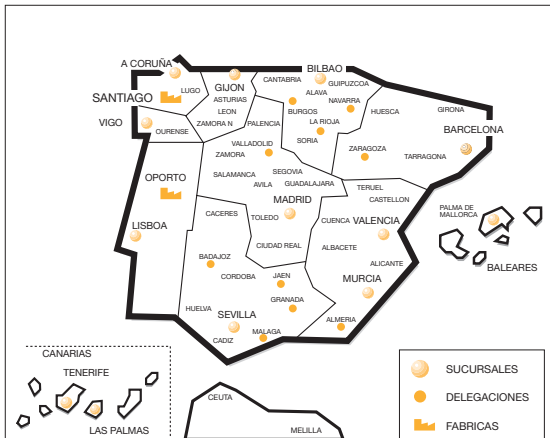 A CORUÑA
LUGO
SANTIAGO
VIGO
OURENSE
GIJON
ASTURIAS
LEON
ZAMORA N
PALENCIA
CANTABRIA
BILBAO
GUIPUZCOA
ALAVA
NAVARRA
BURGOS
LA RIOJA
SORIA
HUESCA
GIRONA
BARCELONA
ZARAGOZA
TARRAGONA
VALLADOLID
ZAMORA
SEGOVIA
SALAMANCA
AVILA
GUADALAJARA
MADRID
TERUEL
CASTELLON
OPORTO
LISBOA
CACERES
TOLEDO
CUENCA
VALENCIA
CIUDAD REAL
ALBACETE
ALICANTE
PALMA DE
MALLORCA
BALEARES
BADAJOZ
CORDOBA
JAEN
MURCIA
GRANADA
HUELVA
SEVILLA
ALMERIA
CADIZ
MALAGA
CANARIAS
TENERIFE
LAS PALMAS
CEUTA
MELILLA
SUCURSALES
DELEGACIONES
FABRICAS